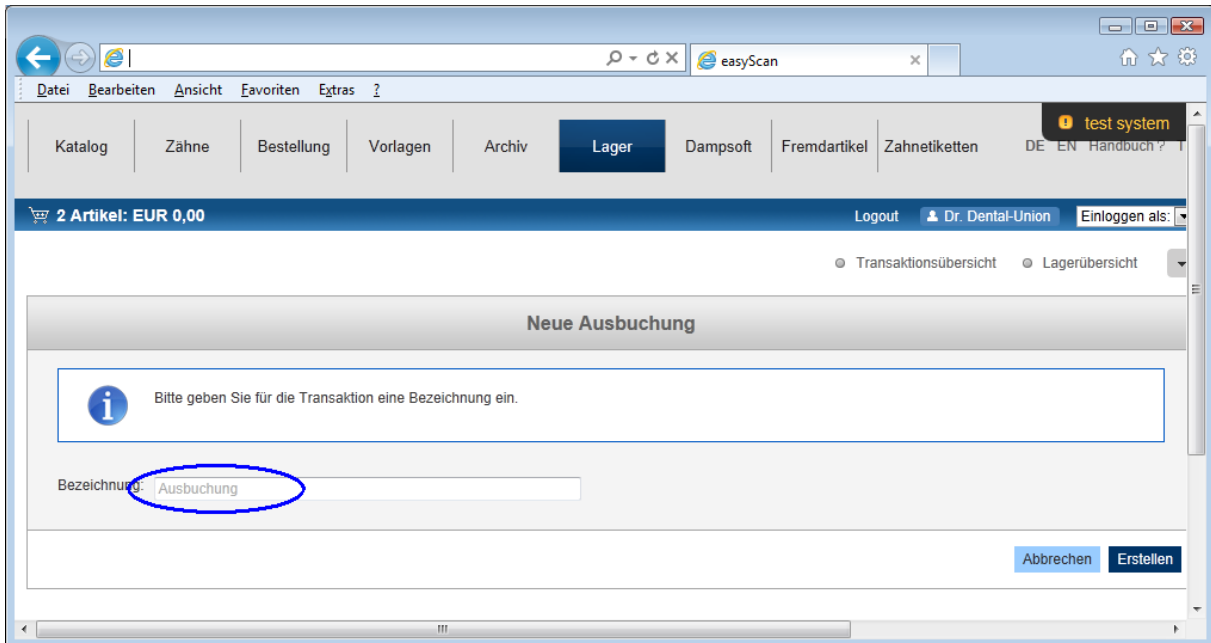 easyScan
Datei Bearbeiten Ansicht Favoriten Extras ?
test system
Katalog Zähne Bestellung Vorlagen Archiv Lager Dampsoft Fremdartikel Zahnetiketten DE EN Handbuch ? T
2 Artikel: EUR 0,00 Logout Dr. Dental-Union Einloggen als:
Transaktionsübersicht Lagerübersicht
Neue Ausbuchung
Bitte geben Sie für die Transaktion eine Bezeichnung ein.
Bezeichnung: Ausbuchung
Abbrechen Erstellen